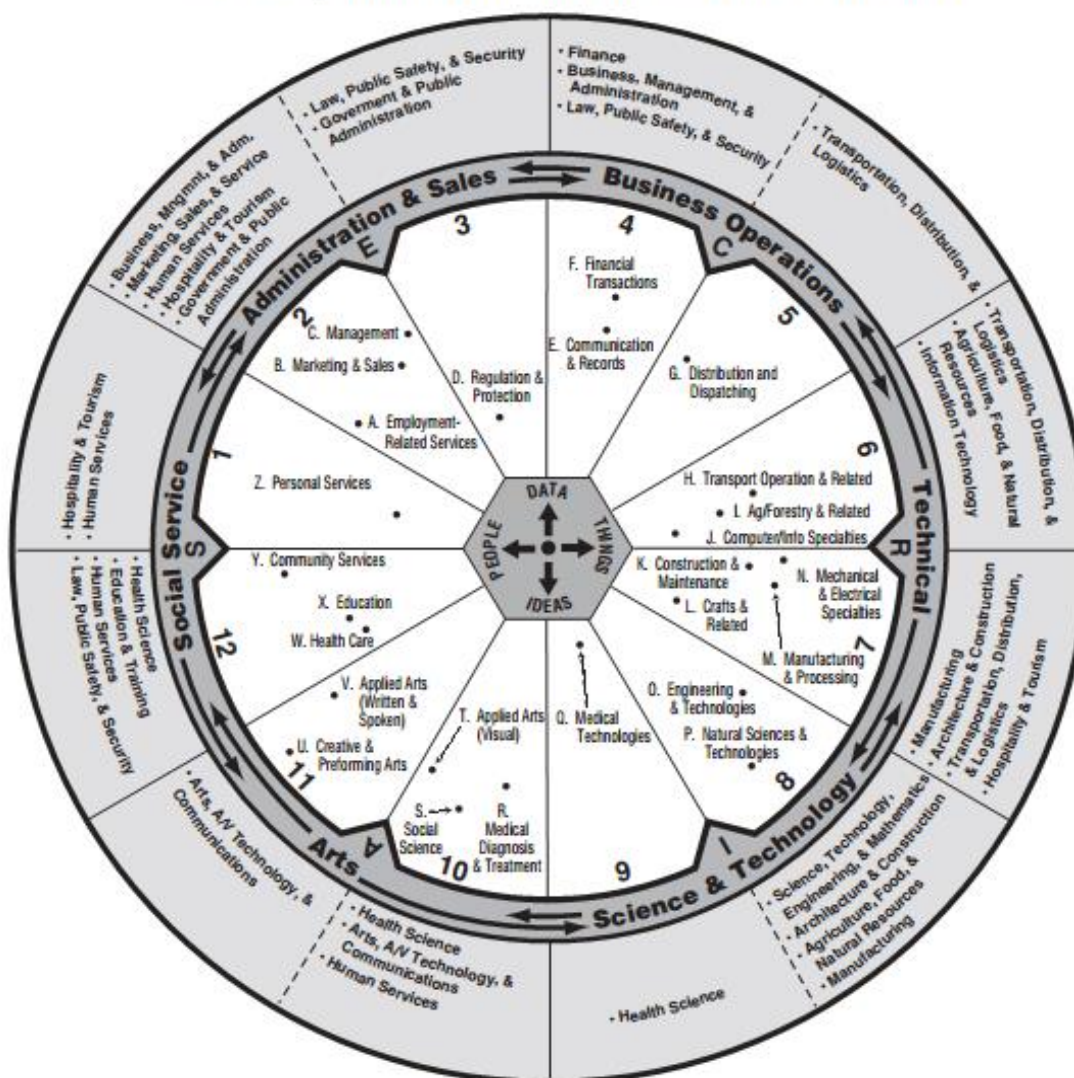 • Law, Public Safety, & Security
• Goverment & Public
Administration
• Finance
• Business, Management, &
Administration
• Law, Public Safety, & Security
• Transportation, Distribution, &
Logistics
• Transportation, Distribution, &
Logistics
• Agriculture, Food, & Natural
Resources
• Information Technology
• Manufacturing
• Architecture & Construction
• Transportation, Distribution,
& Logistics
• Hospitality & Tourism
• Science, Technology,
Engineering, & Mathematics
• Architecture & Construction
• Agriculture, Food, &
Natural Resources
• Manufacturing
• Health Science
• Health Science
• Arts, A/V Technology, &
Communications
• Human Services
• Arts, A/V Technology, &
Communications
• Health Science
• Education & Training
• Human Services
• Law, Public Safety, & Security
• Hospitality & Tourism
• Human Services
• Business, Mngmnt, & Adm.
• Marketing, Sales, & Service
• Human Services
• Hospitality & Tourism
• Government & Public
Administration
Administration & Sales
Business Operations
Technical
Science & Technology
Arts
Social Service
E
C
R
I
A
S
1
2
3
4
5
6
7
8
9
10
11
12
F. Financial
Transactions
E. Communication
& Records
G. Distribution and
Dispatching
C. Management
B. Marketing & Sales
D. Regulation &
Protection
A. Employment-
Related Services
Z. Personal Services
H. Transport Operation & Related
I. Ag/Forestry & Related
J. Computer/Info Specialties
K. Construction &
Maintenance
L. Crafts &
Related
N. Mechanical
& Electrical
Specialties
M. Manufacturing
& Processing
O. Engineering
& Technologies
P. Natural Sciences &
Technologies
Q. Medical
Technologies
R.
Medical
Diagnosis
& Treatment
S.
Social
Science
T. Applied Arts
(Visual)
U. Creative &
Preforming Arts
V. Applied Arts
(Written &
Spoken)
W. Health Care
X. Education
Y. Community Services
DATA
THINGS
IDEAS
PEOPLE